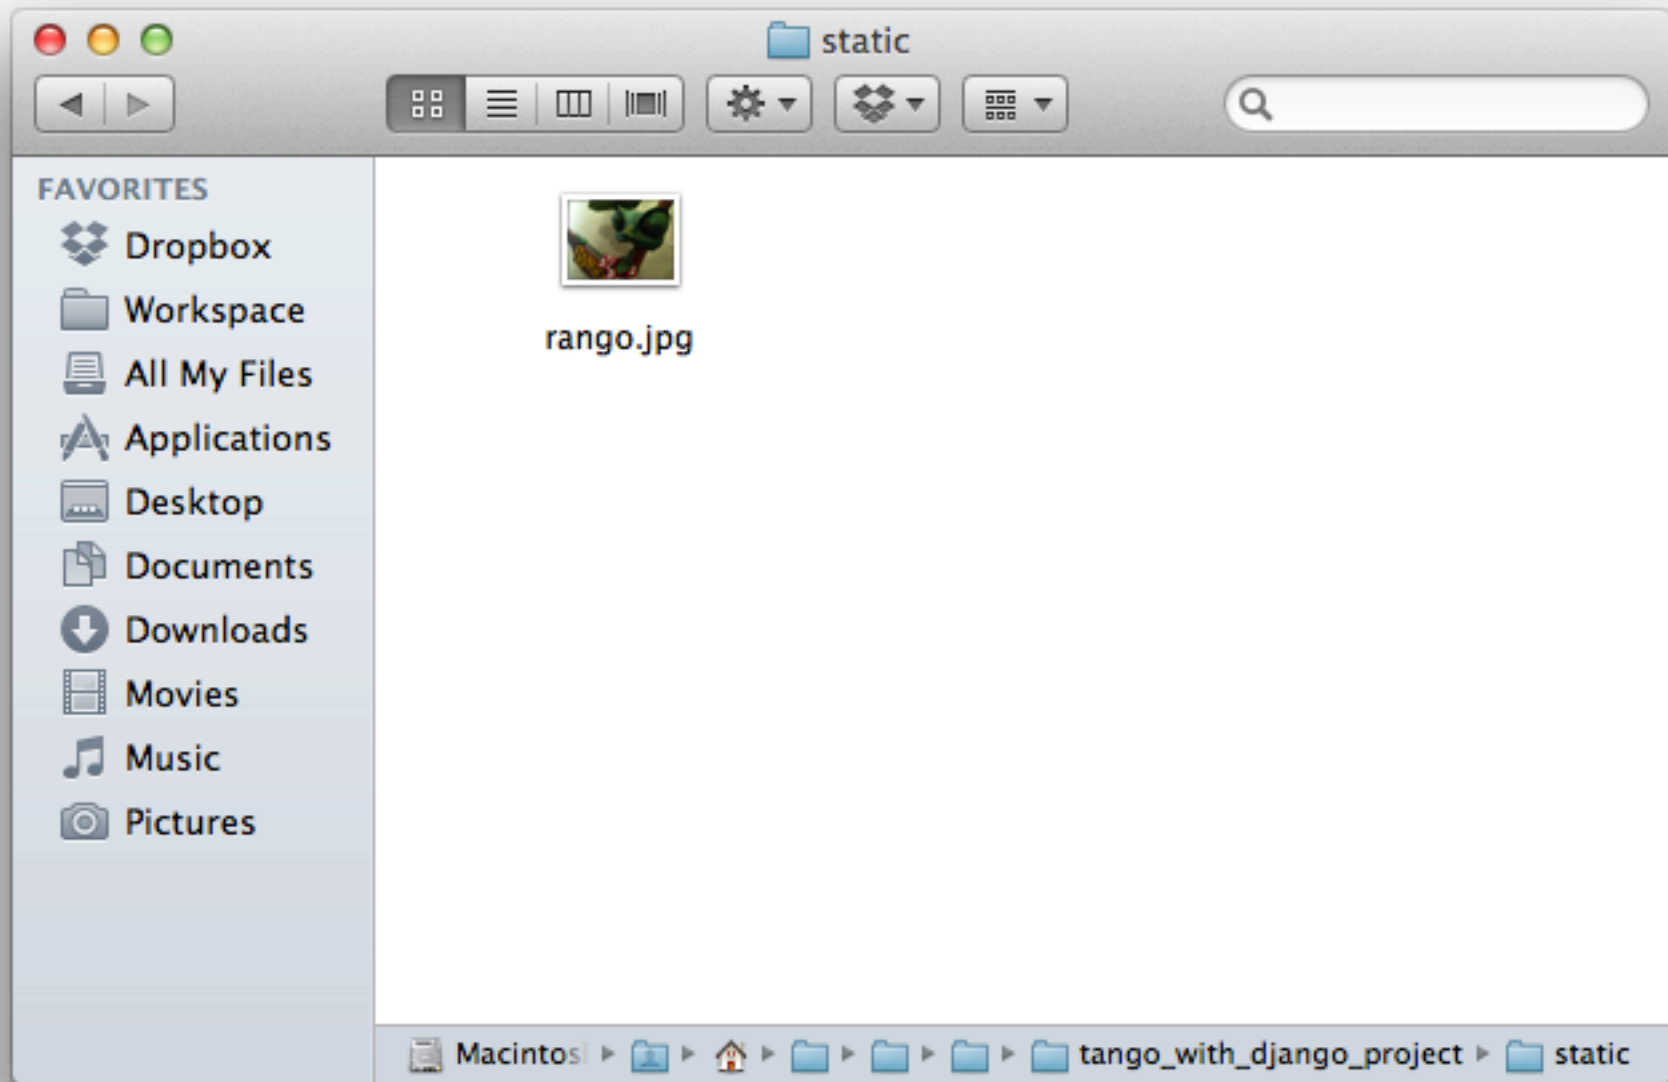 static
FAVORITES
Dropbox
Workspace
All My Files
Applications
Desktop
Documents
Downloads
Movies
Music
Pictures
rango.jpg
Macintos
tango_with_django_project
static